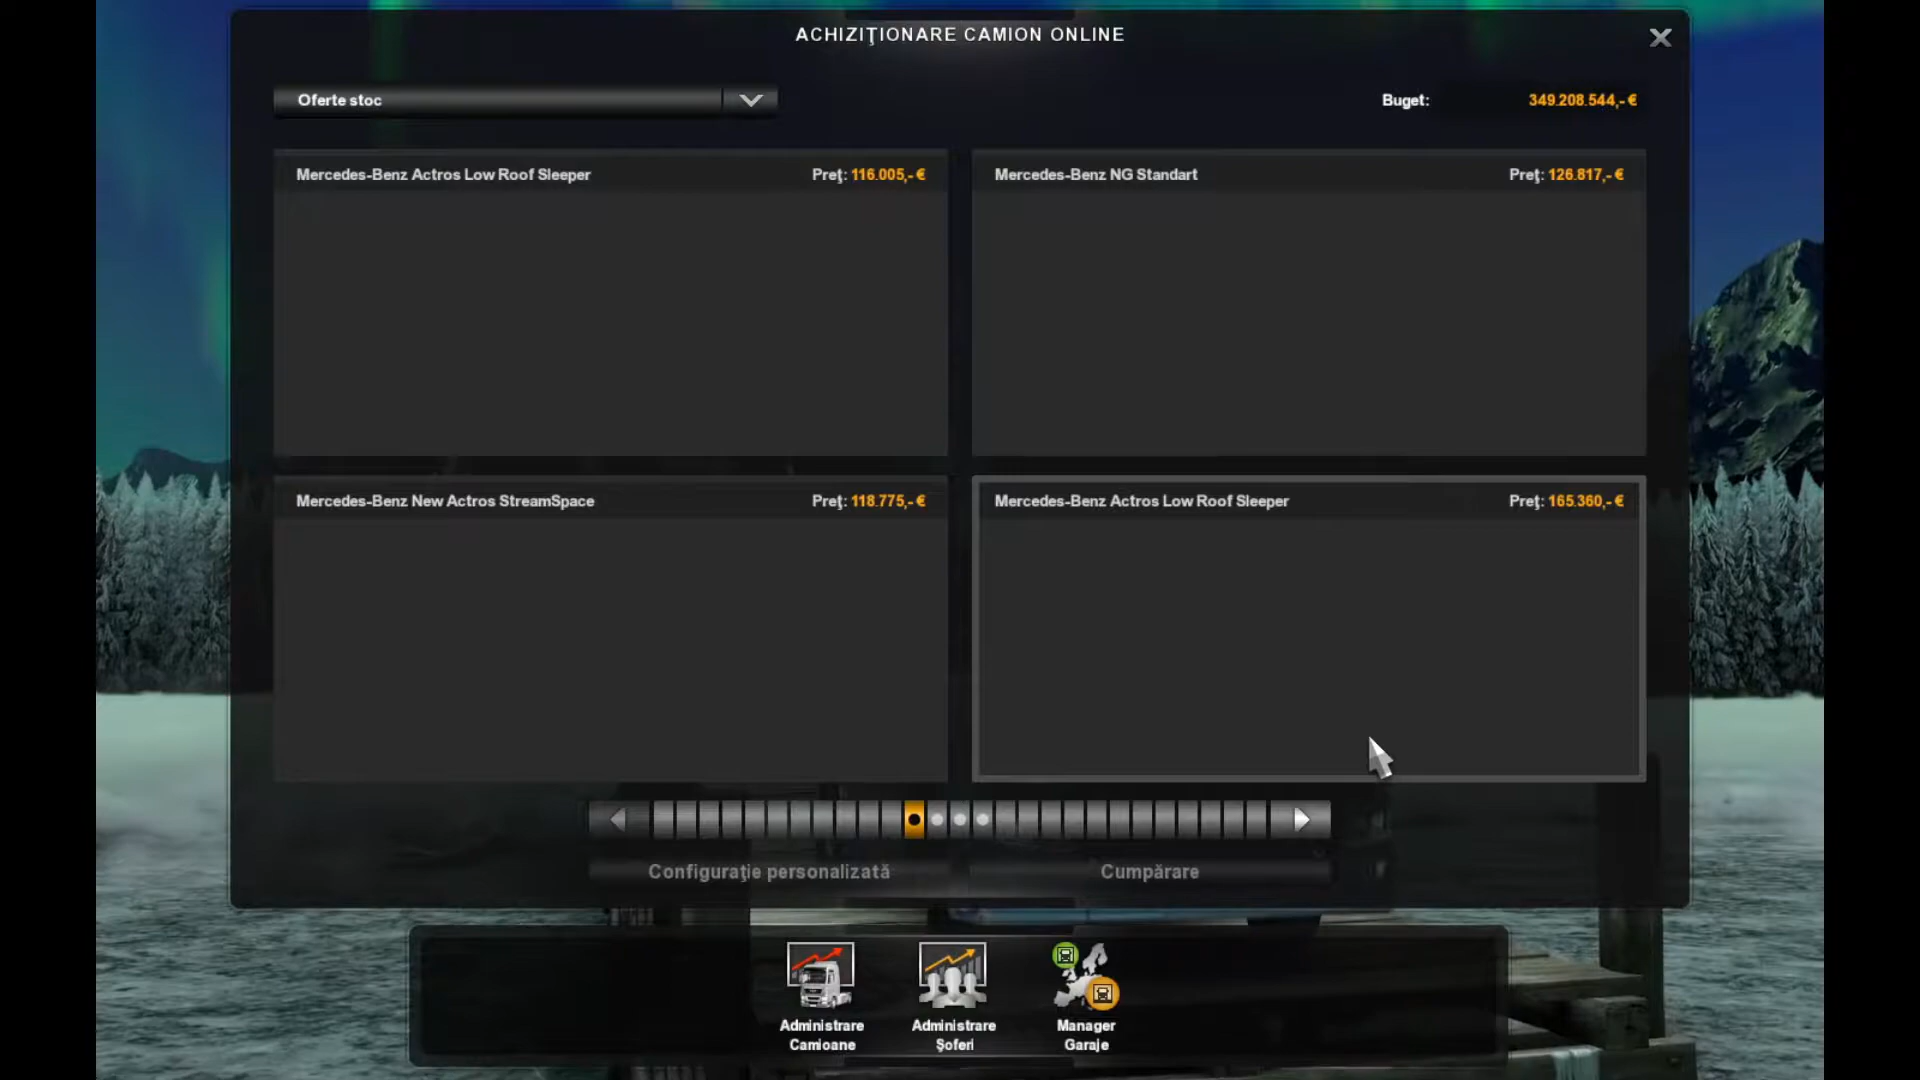 ACHIZIŢIONARE CAMION ONLINE
Oferte stoc
Buget: 349.208.544,- €
Mercedes-Benz Actros Low Roof Sleeper Preţ: 116.005,- €
Mercedes-Benz NG Standart Preţ: 126.817,- €
Mercedes-Benz New Actros StreamSpace Preţ: 118.775,- €
Mercedes-Benz Actros Low Roof Sleeper Preţ: 165.360,- €
Configuraţie personalizată
Cumpărare
Administrare
Camioane
Administrare
Şoferi
Manager
Garaje